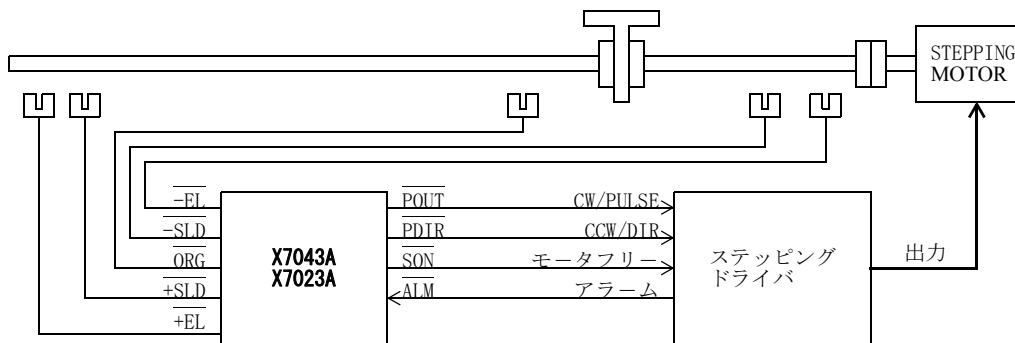 STEPPING
MOTOR
-EL
-SLD
ORG
+SLD
+EL
X7043A
X7023A
POUT
PDIR
SON
ALM
CW/PULSE
CCW/DIR
モータフリー
アラーム
ステッピング
ドライバ
出力